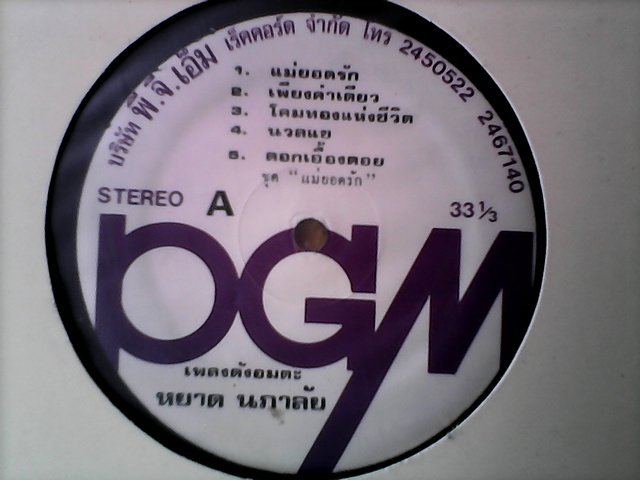 บริษัท พี.จี.เอ็ม เร็คคอร์ด จำกัด โทร 2450522 2467140
1. แม่ยอดรัก
2. เพียงคำเดียว
3. โคมทองแห่งชีวิต
4. นวลแข
5. ดอกเอื้องดอย
ชุด "แม่ยอดรัก"
STEREO A 33 1/3
PGM
เพลงดังอมตะ
หยาด นภาลัย